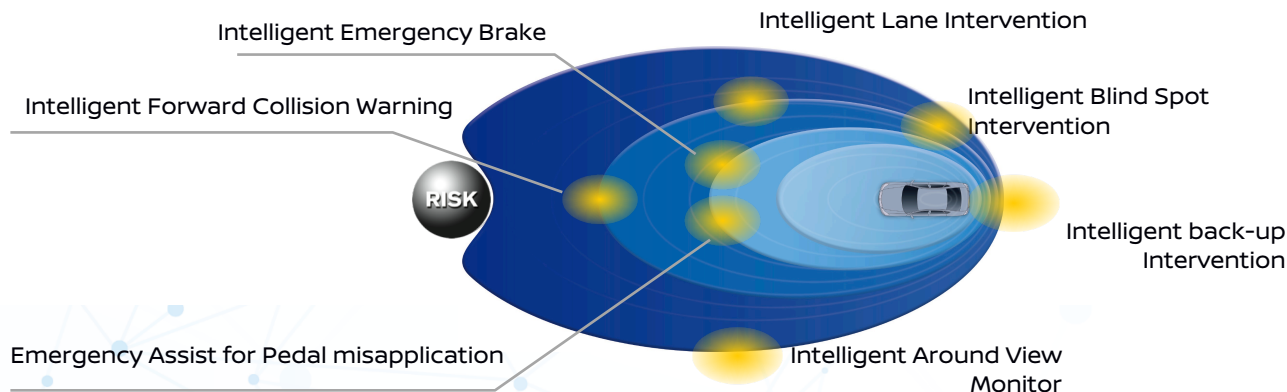 Intelligent Lane Intervention
Intelligent Emergency Brake
Intelligent Forward Collision Warning
Intelligent Blind Spot
Intervention
RISK
Intelligent back-up
Intervention
Emergency Assist for Pedal misapplication
Intelligent Around View
Monitor